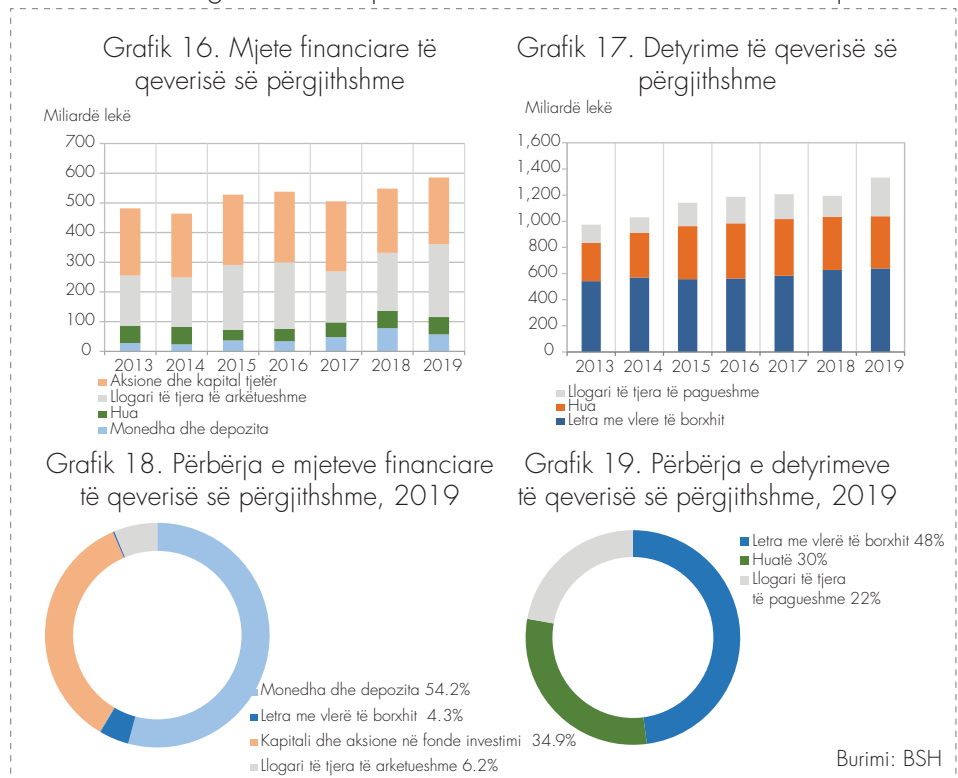 Grafik 16. Mjete financiare të
qeverisë së përgjithshme
Miliardë lekë
700
600
500
400
300
200
100
0
2013 2014 2015 2016 2017 2018 2019
Aksione dhe kapital tjetër
Llogari të tjera të arkëtueshme
Hua
Monedha dhe depozita
Grafik 17. Detyrime të qeverisë së
përgjithshme
Miliardë lekë
1,600
1,400
1,200
1,000
800
600
400
200
0
2013 2014 2015 2016 2017 2018 2019
Llogari të tjera të pagueshme
Hua
Letra me vlere të borxhit
Grafik 18. Përbërja e mjeteve financiare
të qeverisë së përgjithshme, 2019
Monedha dhe depozita 54.2%
Letra me vlerë të borxhit 4.3%
Kapitali dhe aksione në fonde investimi 34.9%
Llogari të tjera të arketueshme 6.2%
Grafik 19. Përbërja e detyrimeve
të qeverisë së përgjithshme, 2019
Letra me vlerë të borxhit 48%
Huatë 30%
Llogari të tjera
të pagueshme 22%
Burimi: BSH